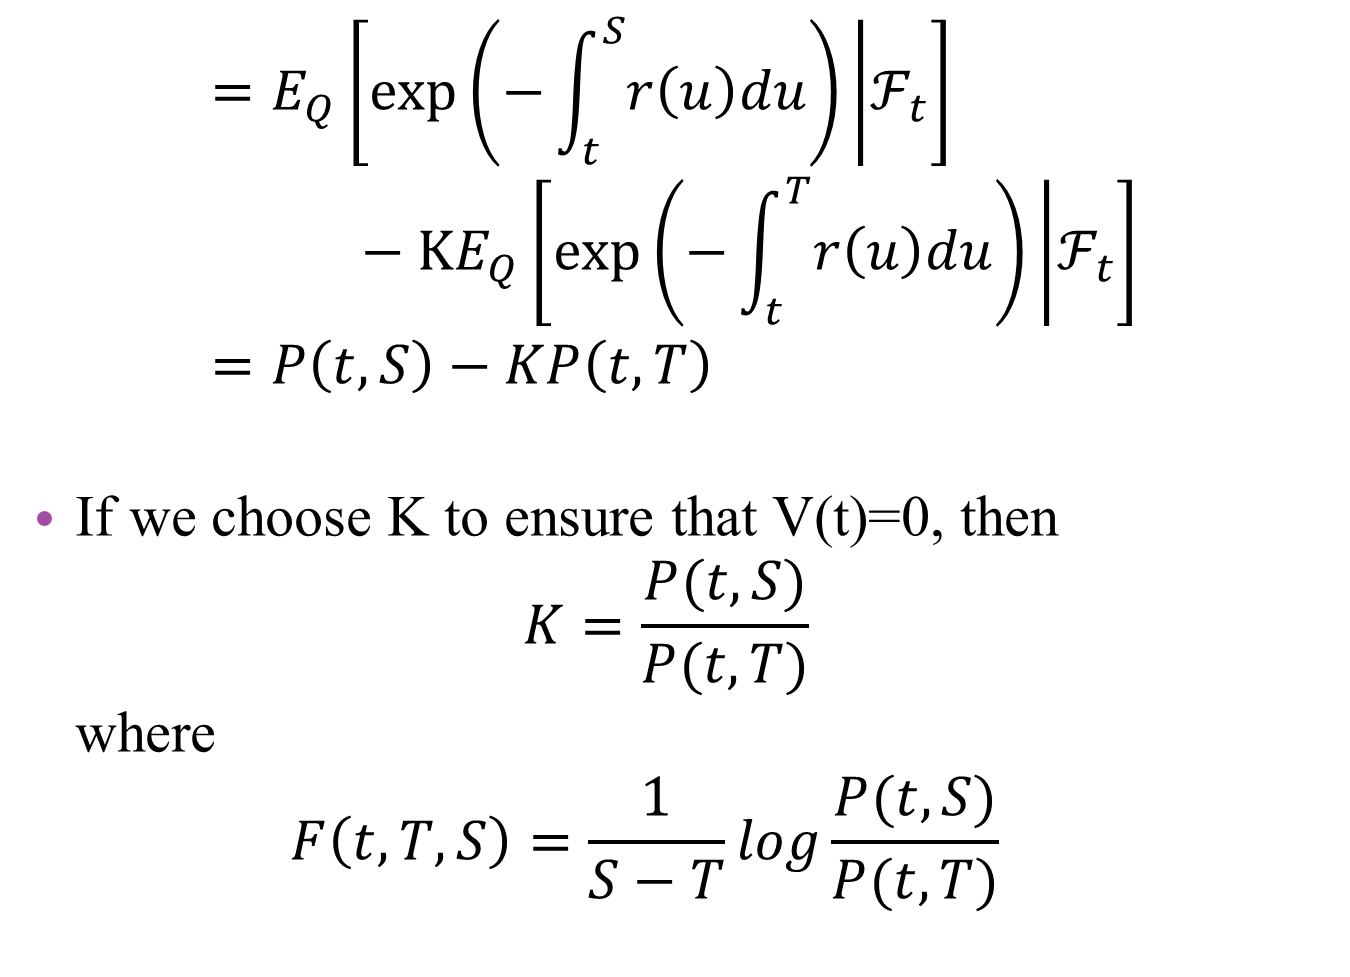 = E_Q [exp(−∫_t^S r(u)du)|ℱ_t]
− KE_Q [exp(−∫_t^T r(u)du)|ℱ_t]
= P(t, S) − KP(t, T)
• If we choose K to ensure that V(t)=0, then
K = P(t, S) / P(t, T)
where
F(t, T, S) = 1 / (S − T) log P(t, S) / P(t, T)